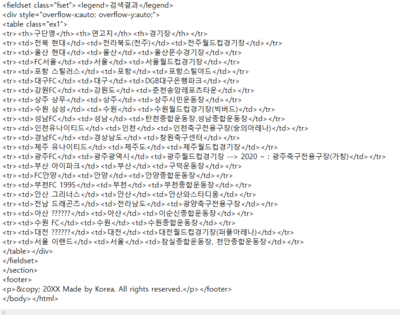 <fieldset class="fset"><legend>검색결과</legend>
<div style="overflow-x:auto; overflow-y:auto;">
<table class="ex1">
<tr><th>구단명</th><th>연고지</th><th>경기장</th></tr>
<tr><td>전북 현대</td><td>전라북도(전주)</td><td>전주월드컵경기장</td></tr>
<tr><td>울산 현대</td><td>울산</td><td>울산문수경기장</td></tr>
<tr><td>FC서울</td><td>서울</td><td>서울월드컵경기장</td></tr>
<tr><td>포항 스틸러스</td><td>포항</td><td>포항스틸야드</td></tr>
<tr><td>대구FC</td><td>대구</td><td>DGB대구은행파크</td></tr>
<tr><td>강원FC</td><td>강원도</td><td>춘천송암레포츠타운</td></tr>
<tr><td>상주 상무</td><td>상주</td><td>상주시민운동장</td></tr>
<tr><td>수원 삼성</td><td>수원</td><td>수원월드컵경기장(빅버드)</td></tr>
<tr><td>성남FC</td><td>성남</td><td>탄천종합운동장,성남종합운동장</td></tr>
<tr><td>인천유나이티드</td><td>인천</td><td>인천축구전용구장(숭의아레나)</td></tr>
<tr><td>경남FC</td><td>경상남도</td><td>창원축구센터</td></tr>
<tr><td>제주 유나이티드</td><td>제주도</td><td>제주월드컵경기장</td></tr>
<tr><td>광주FC</td><td>광주광역시</td><td>광주월드컵경기장 --> 2020 ~ : 광주축구전용구장(가칭)</td></tr>
<tr><td>부산 아이파크</td><td>부산</td><td>구덕운동장</td></tr>
<tr><td>FC안양</td><td>안양</td><td>안양종합운동장</td></tr>
<tr><td>부천FC 1995</td><td>부천</td><td>부천종합운동장</td></tr>
<tr><td>안산 그리너스</td><td>안산</td><td>안산와스타디움</td></tr>
<tr><td>전남 드래곤즈</td><td>전라남도</td><td>광양축구전용구장</td></tr>
<tr><td>아산 ??????</td><td>아산</td><td>이순신종합운동장</td></tr>
<tr><td>수원 FC</td><td>수원</td><td>수원종합운동장</td></tr>
<tr><td>대전 ??????</td><td>대전</td><td>대전월드컵경기장(퍼플아레나)</td></tr>
<tr><td>서울 이랜드</td><td>서울</td><td>잠실종합운동장, 천안종합운동장</td></tr>
</table></div>
</fieldset>
</section>
<footer>
<p>&copy; 20XX Made by Korea. All rights reserved.</p></footer>
</body></html>